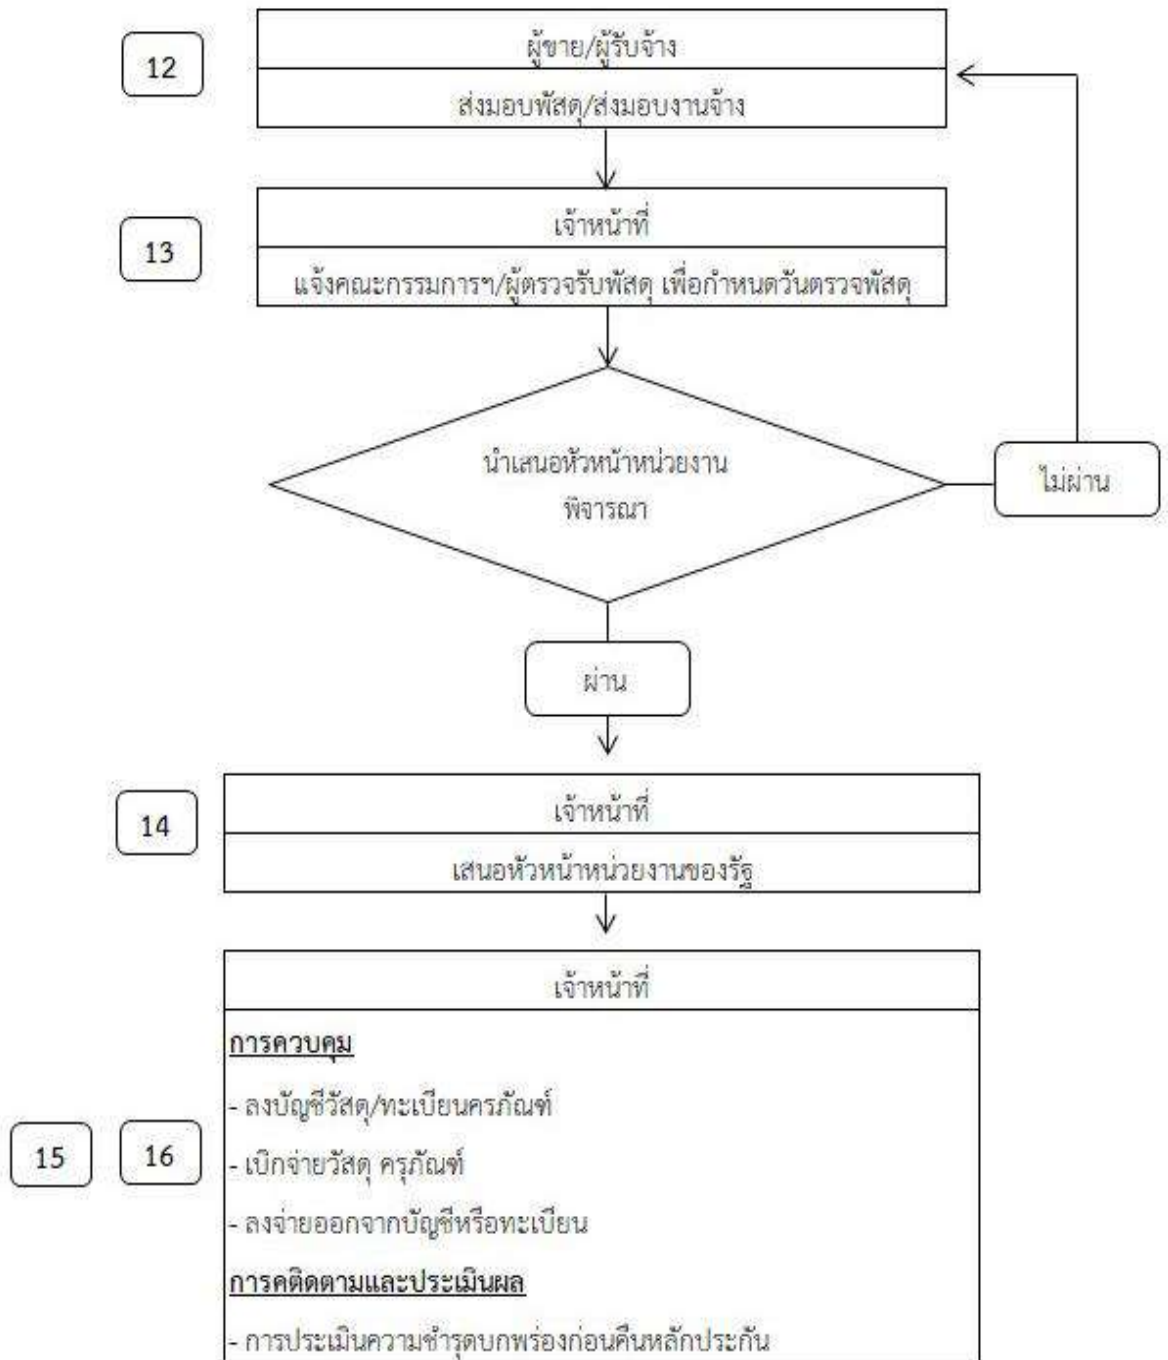 12
ผู้ขาย/ผู้รับจ้าง
ส่งมอบพัสดุ/ส่งมอบงานจ้าง
13
เจ้าหน้าที่
แจ้งคณะกรรมการฯ/ผู้ตรวจรับพัสดุ เพื่อกำหนดวันตรวจพัสดุ
นำเสนอหัวหน้าหน่วยงาน
พิจารณา
ไม่ผ่าน
ผ่าน
14
เจ้าหน้าที่
เสนอหัวหน้าหน่วยงานของรัฐ
เจ้าหน้าที่
การควบคุม
- ลงบัญชีวัสดุ/ทะเบียนครภัณฑ์
15
16
- เบิกจ่ายวัสดุ ครุภัณฑ์
- ลงจ่ายออกจากบัญชีหรือทะเบียน
การคติดตามและประเมินผล
- การประเมินความชำรุดบกพร่องก่อนคืนหลักประกัน